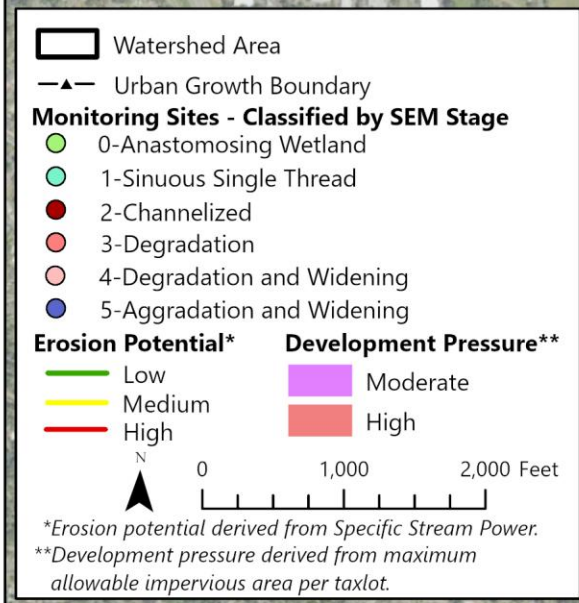 Watershed Area
Urban Growth Boundary
Monitoring Sites - Classified by SEM Stage
0-Anastomosing Wetland
1-Sinuous Single Thread
2-Channelized
3-Degradation
4-Degradation and Widening
5-Aggradation and Widening
Erosion Potential* Development Pressure**
Low
Moderate
Medium
High
High
N
0 1,000 2,000 Feet
*Erosion potential derived from Specific Stream Power.
**Development pressure derived from maximum
allowable impervious area per taxlot.